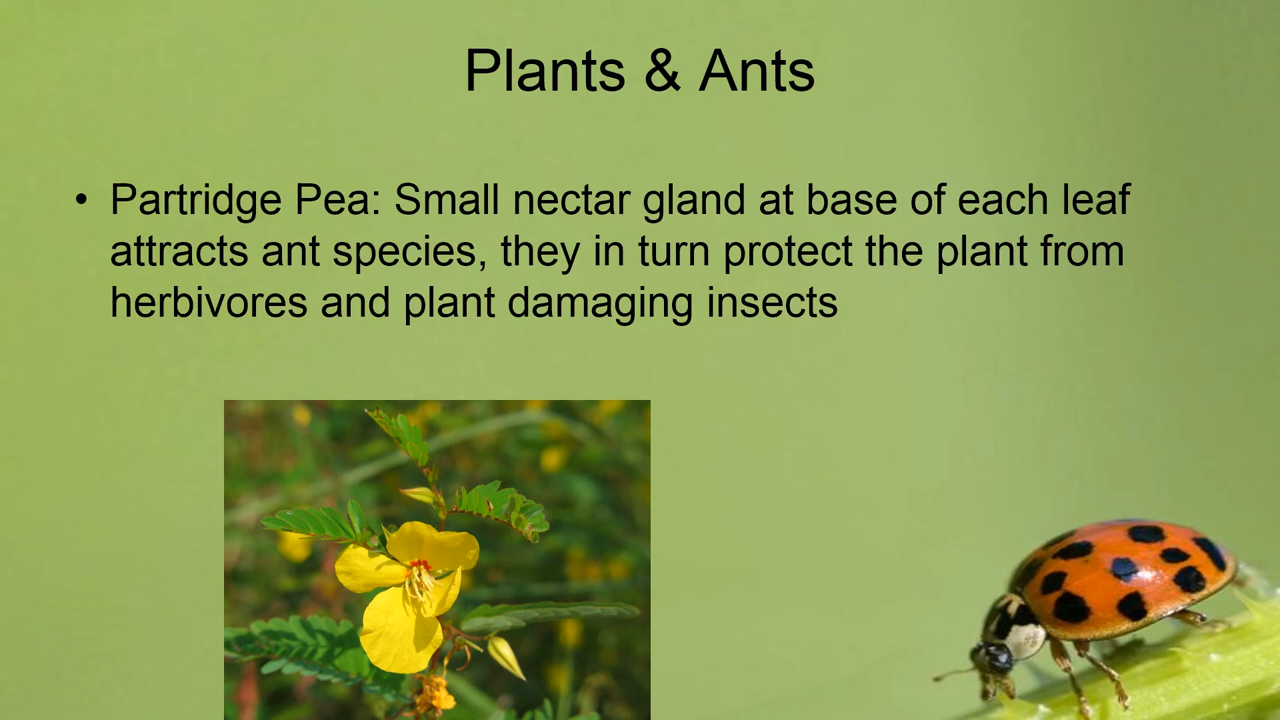 Plants & Ants
• Partridge Pea: Small nectar gland at base of each leaf
attracts ant species, they in turn protect the plant from
herbivores and plant damaging insects